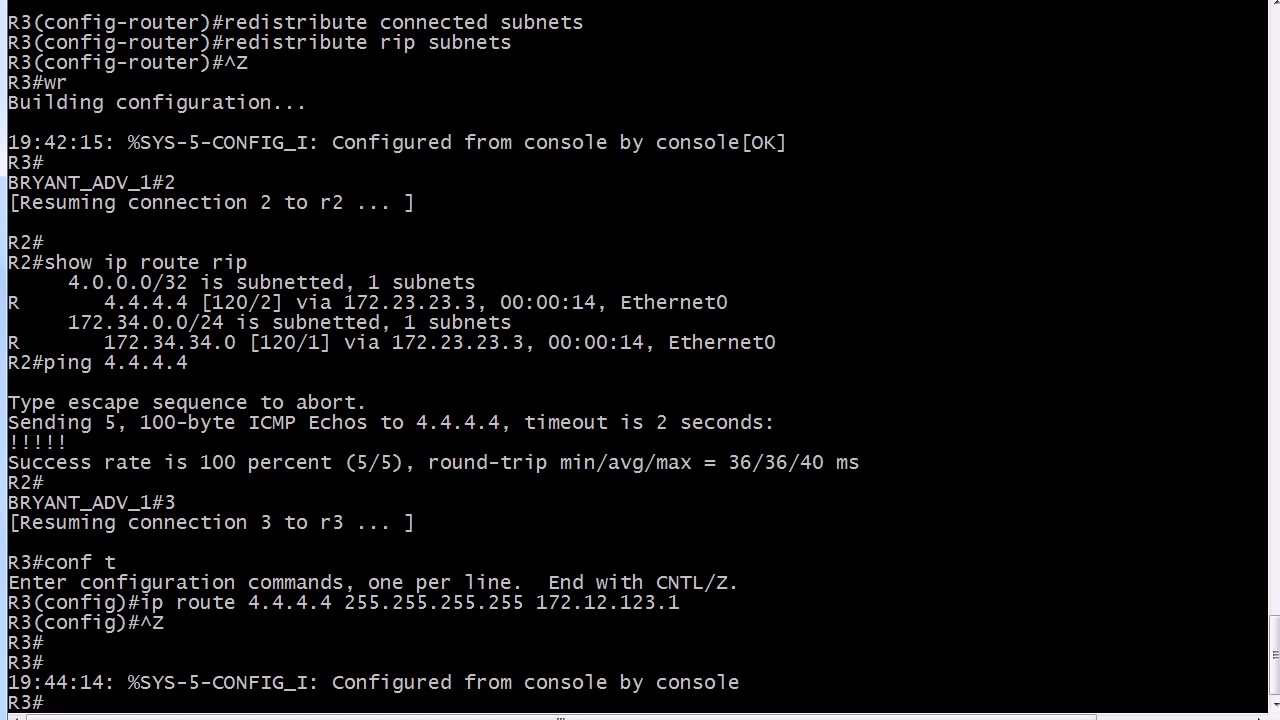 R3(config-router)#redistribute connected subnets
R3(config-router)#redistribute rip subnets
R3(config-router)#^Z
R3#wr
Building configuration...
19:42:15: %SYS-5-CONFIG_I: Configured from console by console[OK]
R3#
BRYANT_ADV_1#2
[Resuming connection 2 to r2 ... ]
R2#
R2#show ip route rip
     4.0.0.0/32 is subnetted, 1 subnets
R       4.4.4.4 [120/2] via 172.23.23.3, 00:00:14, Ethernet0
     172.34.0.0/24 is subnetted, 1 subnets
R       172.34.34.0 [120/1] via 172.23.23.3, 00:00:14, Ethernet0
R2#ping 4.4.4.4
Type escape sequence to abort.
Sending 5, 100-byte ICMP Echos to 4.4.4.4, timeout is 2 seconds:
!!!!!
Success rate is 100 percent (5/5), round-trip min/avg/max = 36/36/40 ms
R2#
BRYANT_ADV_1#3
[Resuming connection 3 to r3 ... ]
R3#conf t
Enter configuration commands, one per line.  End with CNTL/Z.
R3(config)#ip route 4.4.4.4 255.255.255.255 172.12.123.1
R3(config)#^Z
R3#
R3#
19:44:14: %SYS-5-CONFIG_I: Configured from console by console
R3#